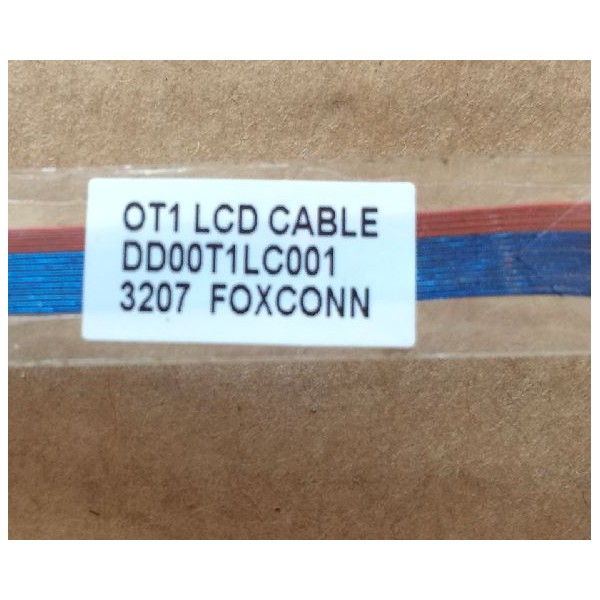 OT1 LCD CABLE
DD00T1LC001
3207 FOXCONN